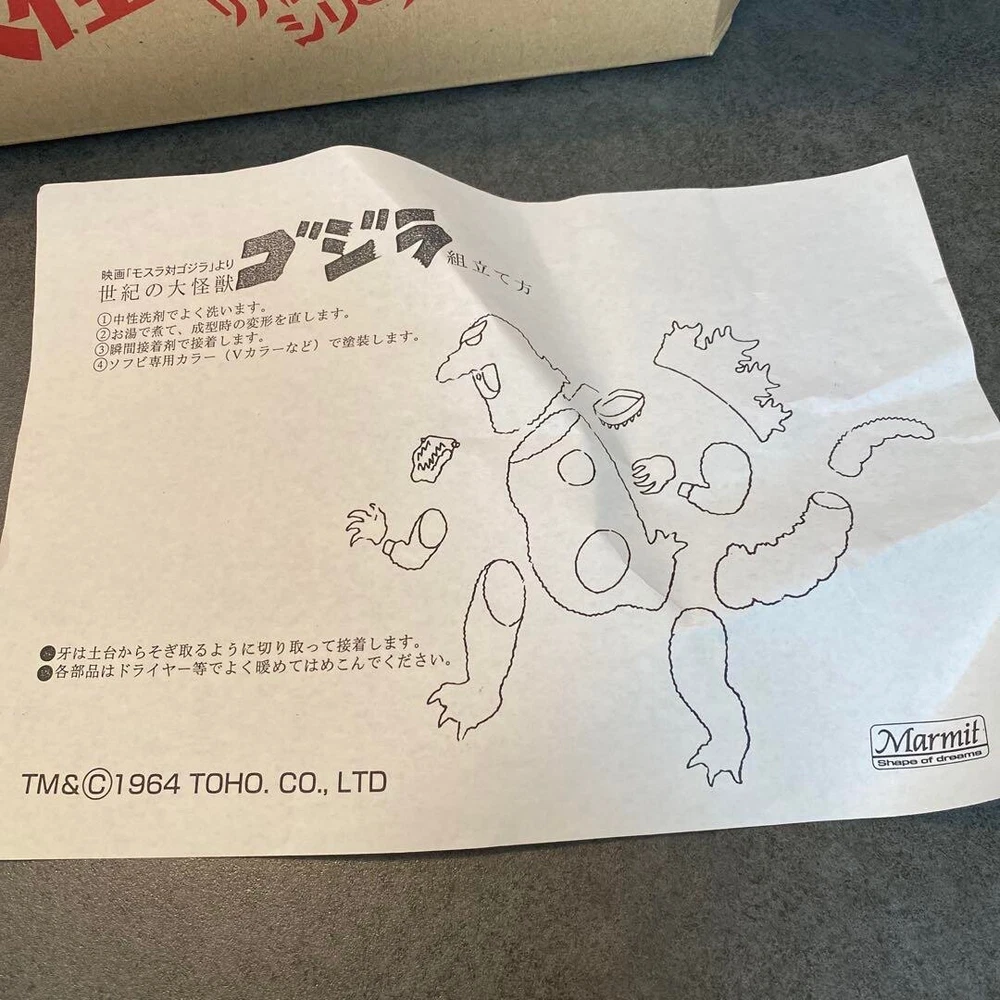 シリーズ
映画「モスラ対ゴジラ」より
世紀の大怪獣 ゴジラ 組立て方
①中性洗剤でよく洗います。
②お湯で煮て、成型時の変形を直します。
③瞬間接着剤で接着します。
④ソフビ専用カラー（Vカラーなど）で塗装します。
●牙は土台からそぎ取るように切り取って接着します。
●各部品はドライヤー等でよく暖めてはめこんでください。
TM&©1964 TOHO. CO., LTD
Marmit
Shape of dreams